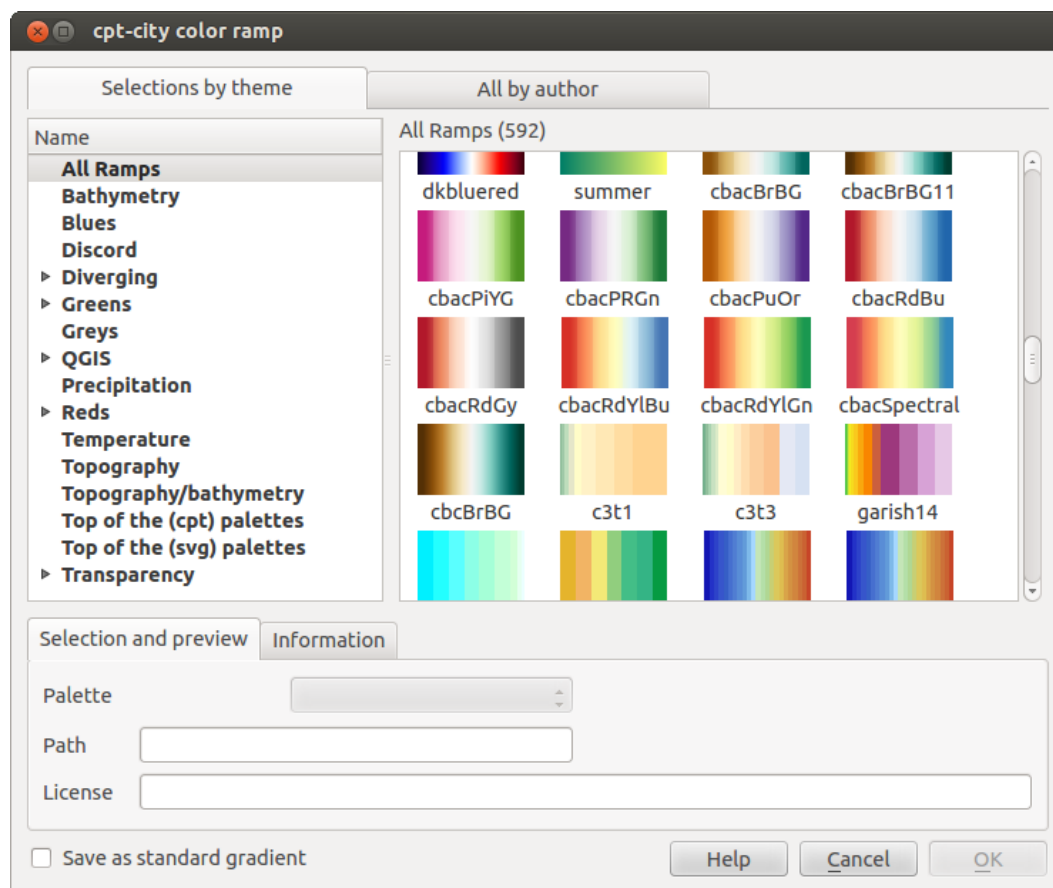 cpt-city color ramp
Selections by theme
All by author
Name
All Ramps
Bathymetry
Blues
Discord
Diverging
Greens
Greys
QGIS
Precipitation
Reds
Temperature
Topography
Topography/bathymetry
Top of the (cpt) palettes
Top of the (svg) palettes
Transparency
All Ramps (592)
dkbluered summer cbacBrBG cbacBrBG11
cbacPiYG cbacPRGn cbacPuOr cbacRdBu
cbacRdGy cbacRdYlBu cbacRdYlGn cbacSpectral
cbcBrBG c3t1 c3t3 garish14
Selection and preview
Information
Palette
Path
License
Save as standard gradient
Help
Cancel
OK